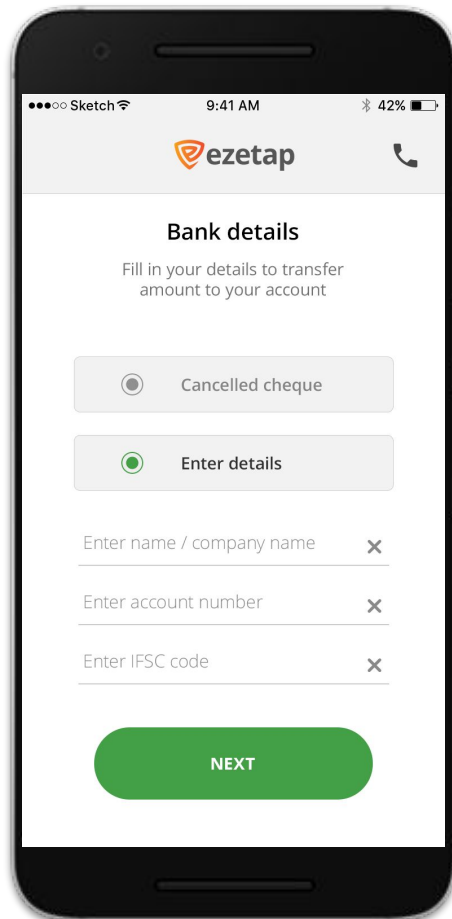 Sketch 9:41 AM 42%
ezetap
Bank details
Fill in your details to transfer
amount to your account
Cancelled cheque
Enter details
Enter name / company name
Enter account number
Enter IFSC code
NEXT